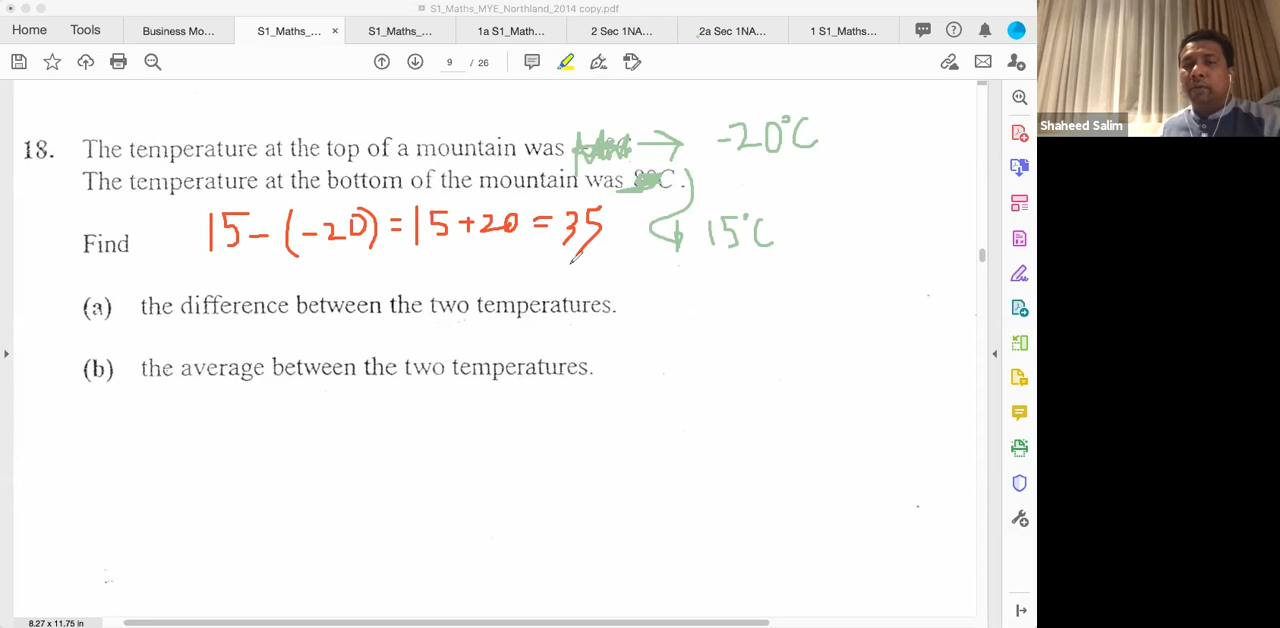 S1_Maths_MYE_Northland_2014 copy.pdf
Home Tools Business Mo... S1_Maths_... × S1_Maths_... 1a S1_Math... 2 Sec 1NA... 2a Sec 1NA... 1 S1_Maths...
9 / 26
Shaheed Salim
18. The temperature at the top of a mountain was → -20°C
The temperature at the bottom of the mountain was C.
15°C
15-(-20)=15+20=35
Find
(a) the difference between the two temperatures.
(b) the average between the two temperatures.
8.27 x 11.75 in